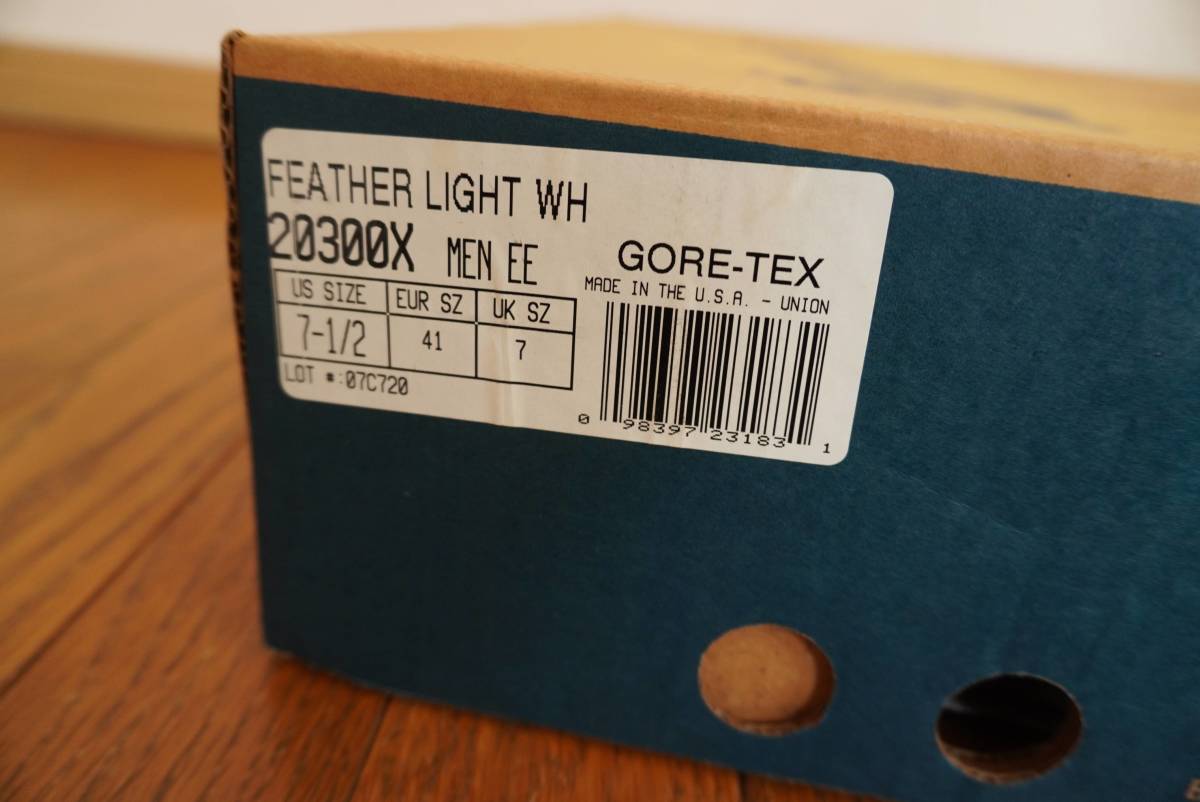 FEATHER LIGHT WH
20300X MEN EE
GORE-TEX
MADE IN THE U.S.A. - UNION
US SIZE EUR SZ UK SZ
7-1/2 41 7
LOT #:07C720
0 98397 23183 1